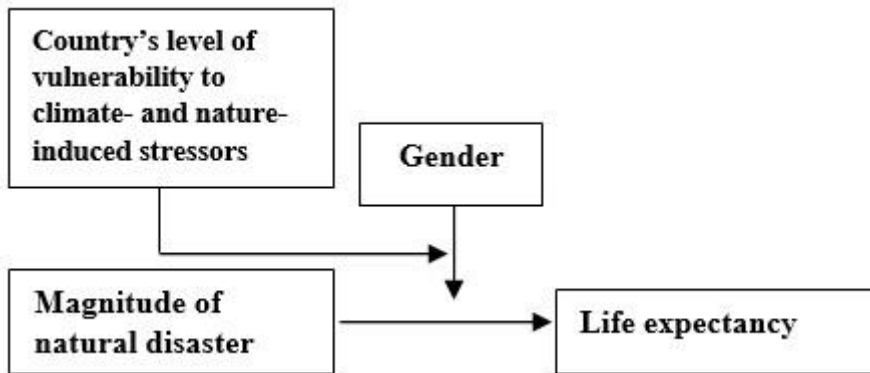 Country’s level of
vulnerability to
climate- and nature-
induced stressors
Gender
Magnitude of
natural disaster
Life expectancy